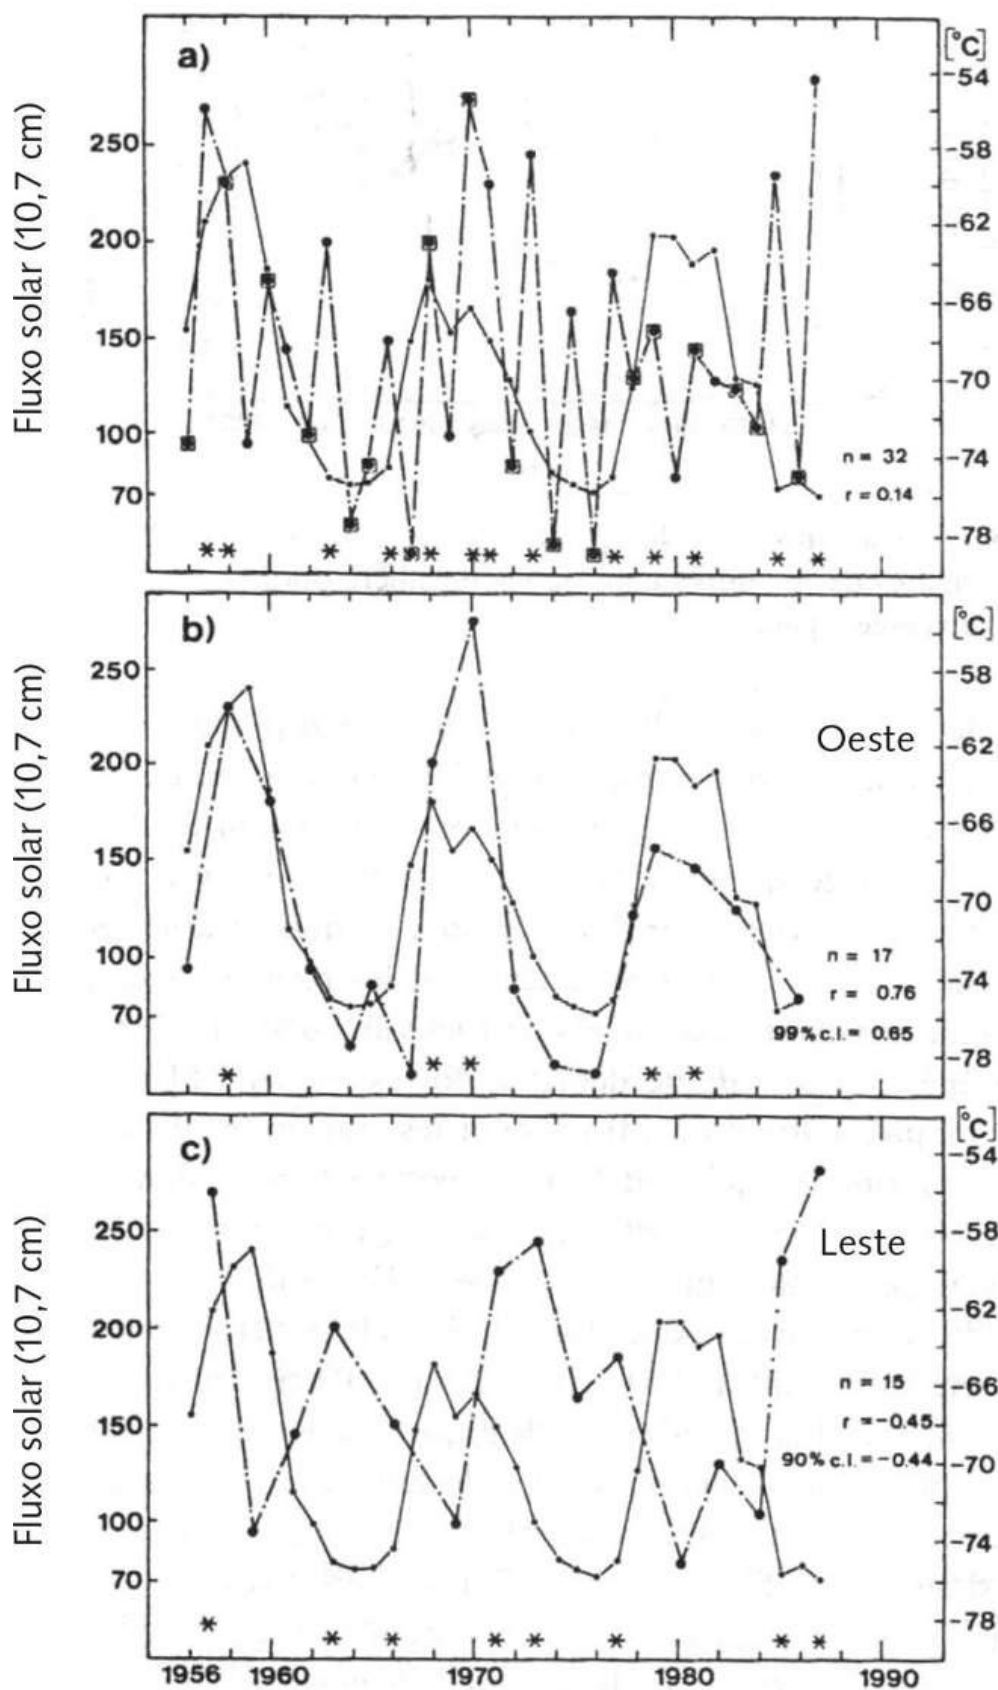 a)
[°C]
Fluxo solar (10,7 cm)
250
200
150
100
70
-54
-58
-62
-66
-70
-74
-78
n = 32
r = 0.14
b)
[°C]
Fluxo solar (10,7 cm)
250
200
150
100
70
-58
-62
-66
-70
-74
-78
Oeste
n = 17
r = 0.76
99% c.l. = 0.65
c)
[°C]
Fluxo solar (10,7 cm)
250
200
150
100
70
-54
-58
-62
-66
-70
-74
-78
Leste
n = 15
r = -0.45
90% c.l. = -0.44
1956 1960 1970 1980 1990